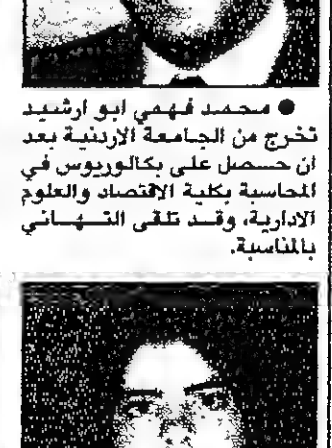 ● محمد فهمي ابو ارشيد
تخرج من الجامعة الاردنية بعد
ان حصل على بكالوريوس في
المحاسبة بكلية الاقتصاد والعلوم
الادارية، وقد تلقى التهاني
بالمناسبة.